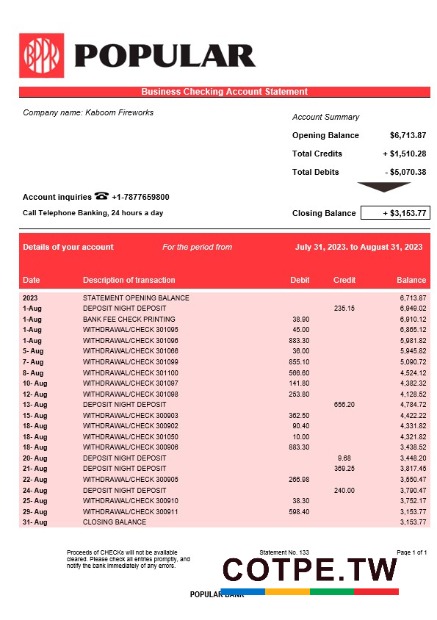 BPPR POPULAR
Business Checking Account Statement
Company name: Kaboom Fireworks
Account Summary
Opening Balance $6,713.87
Total Credits + $1,510.28
Total Debits - $5,070.38
Account inquiries ☎ +1-7877659800
Call Telephone Banking, 24 hours a day
Closing Balance + $3,153.77
Details of your account For the period from July 31, 2023. to August 31, 2023
Date Description of transaction Debit Credit Balance
2023 STATEMENT OPENING BALANCE 6,713.87
1-Aug DEPOSIT NIGHT DEPOSIT 235.15 6,949.02
1-Aug BANK FEE CHECK PRINTING 38.90 6,910.12
1-Aug WITHDRAWAL/CHECK 301095 45.00 6,865.12
1-Aug WITHDRAWAL/CHECK 301096 883.30 5,981.82
5- Aug WITHDRAWAL/CHECK 301066 36.00 5,945.82
7- Aug WITHDRAWAL/CHECK 301099 855.10 5,090.72
8- Aug WITHDRAWAL/CHECK 301100 566.60 4,524.12
10- Aug WITHDRAWAL/CHECK 301097 141.80 4,382.32
12- Aug WITHDRAWAL/CHECK 301098 253.80 4,128.52
13- Aug DEPOSIT NIGHT DEPOSIT 656.20 4,784.72
15- Aug WITHDRAWAL/CHECK 300903 362.50 4,422.22
18- Aug WITHDRAWAL/CHECK 300902 90.40 4,331.82
18- Aug WITHDRAWAL/CHECK 301050 10.00 4,321.82
18- Aug WITHDRAWAL/CHECK 300906 883.30 3,438.52
20- Aug DEPOSIT NIGHT DEPOSIT 9.68 3,448.20
21- Aug DEPOSIT NIGHT DEPOSIT 369.25 3,817.45
22- Aug WITHDRAWAL/CHECK 300905 266.98 3,550.47
24- Aug DEPOSIT NIGHT DEPOSIT 240.00 3,790.47
25- Aug WITHDRAWAL/CHECK 300910 38.30 3,752.17
29- Aug WITHDRAWAL/CHECK 300911 598.40 3,153.77
31- Aug CLOSING BALANCE 3,153.77
Proceeds of CHECKs will not be available Statement No. 133 Page 1 of 1
cleared. Please check all entries promptly, and
notify the bank immediately of any errors.
COTPE.TW
POPULAR BANK